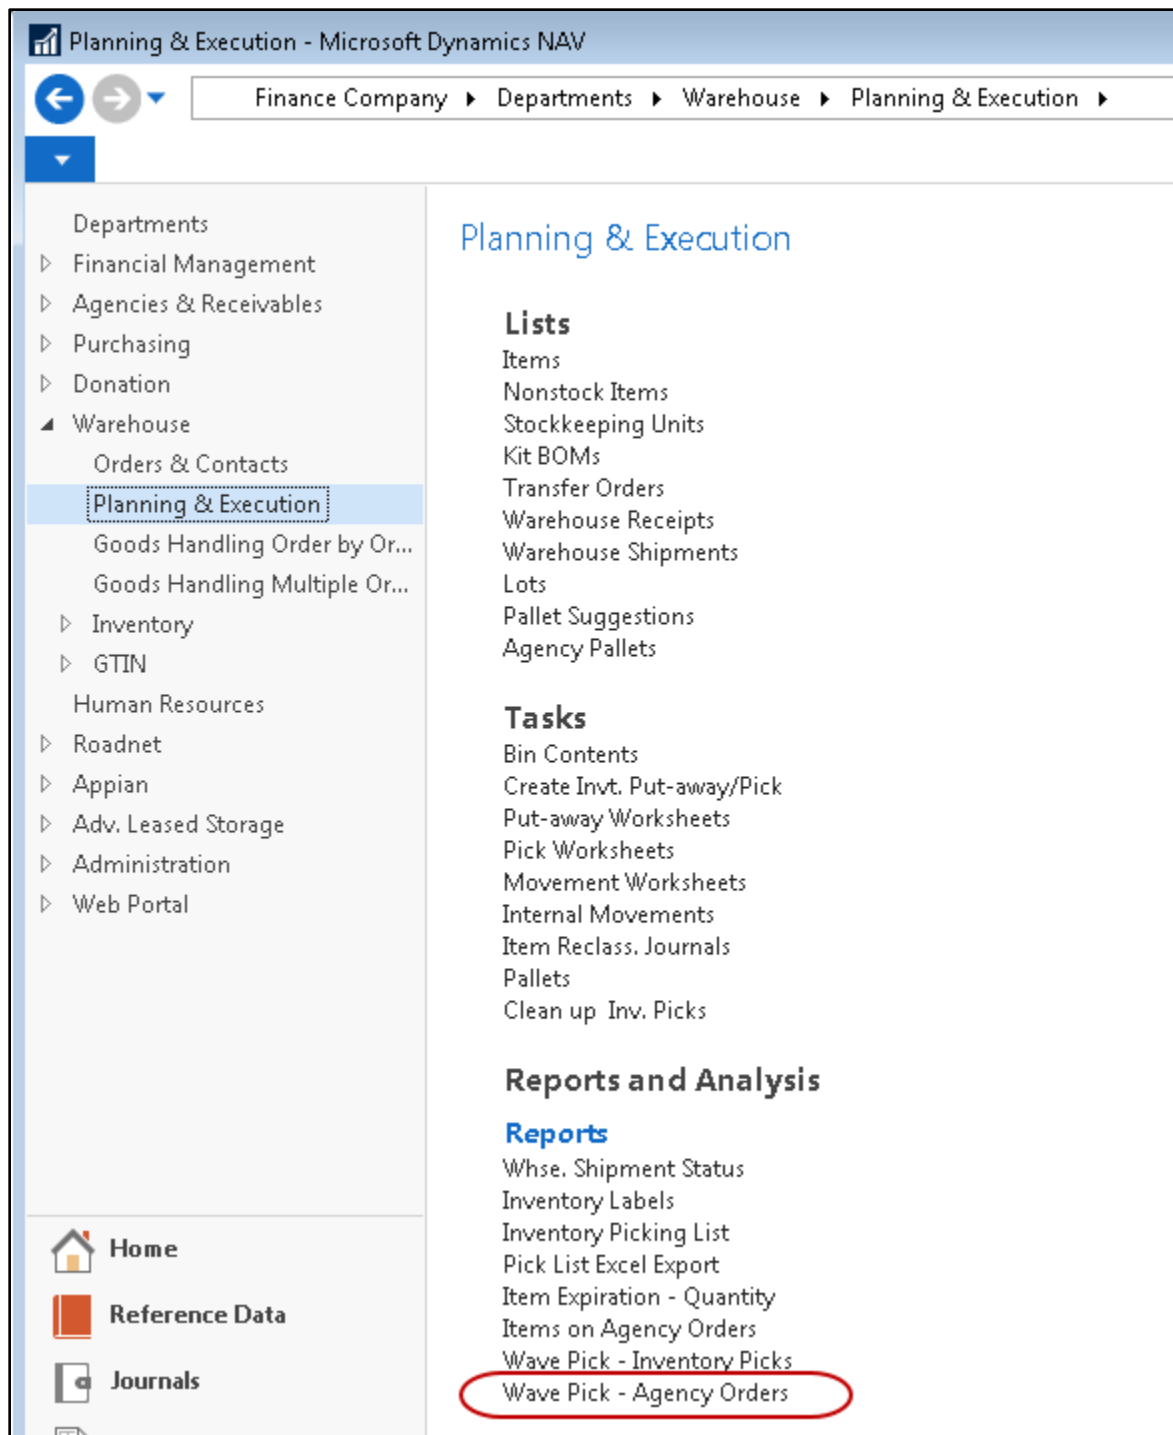 Planning & Execution - Microsoft Dynamics NAV
Finance Company ▸ Departments ▸ Warehouse ▸ Planning & Execution ▸
Departments
Financial Management
Agencies & Receivables
Purchasing
Donation
Warehouse
Orders & Contacts
Planning & Execution
Goods Handling Order by Or...
Goods Handling Multiple Or...
Inventory
GTIN
Human Resources
Roadnet
Appian
Adv. Leased Storage
Administration
Web Portal
Home
Reference Data
Journals
Planning & Execution
Lists
Items
Nonstock Items
Stockkeeping Units
Kit BOMs
Transfer Orders
Warehouse Receipts
Warehouse Shipments
Lots
Pallet Suggestions
Agency Pallets
Tasks
Bin Contents
Create Invt. Put-away/Pick
Put-away Worksheets
Pick Worksheets
Movement Worksheets
Internal Movements
Item Reclass. Journals
Pallets
Clean up  Inv. Picks
Reports and Analysis
Reports
Whse. Shipment Status
Inventory Labels
Inventory Picking List
Pick List Excel Export
Item Expiration - Quantity
Items on Agency Orders
Wave Pick - Inventory Picks
Wave Pick - Agency Orders